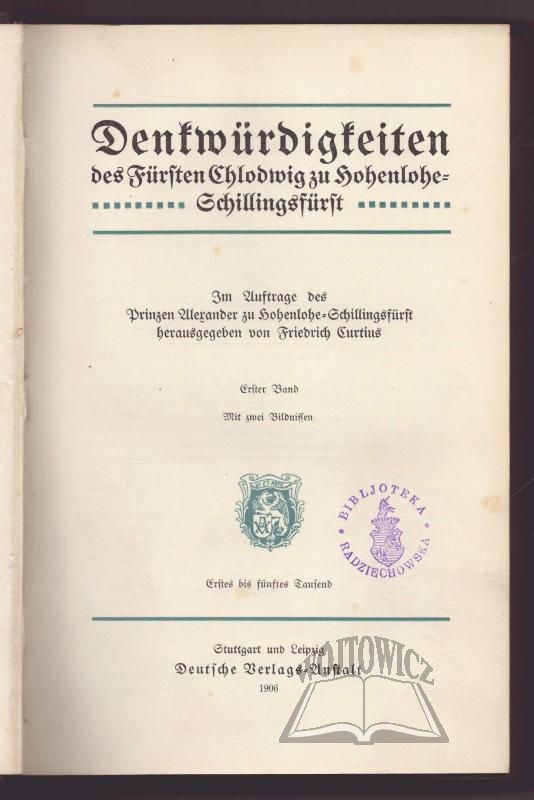 Denkwürdigkeiten
des Fürsten Chlodwig zu Hohenlohe-
Schillingsfürst
Im Auftrage des
Prinzen Alexander zu Hohenlohe-Schillingsfürst
herausgegeben von Friedrich Curtius
Erster Band
Mit zwei Bildnissen
BIBLJOTEKA
RADZIECHOWSKA
Erstes bis fünftes Tausend
Stuttgart und Leipzig
Deutsche Verlags-Anstalt
1906
WÓJTOWICZ